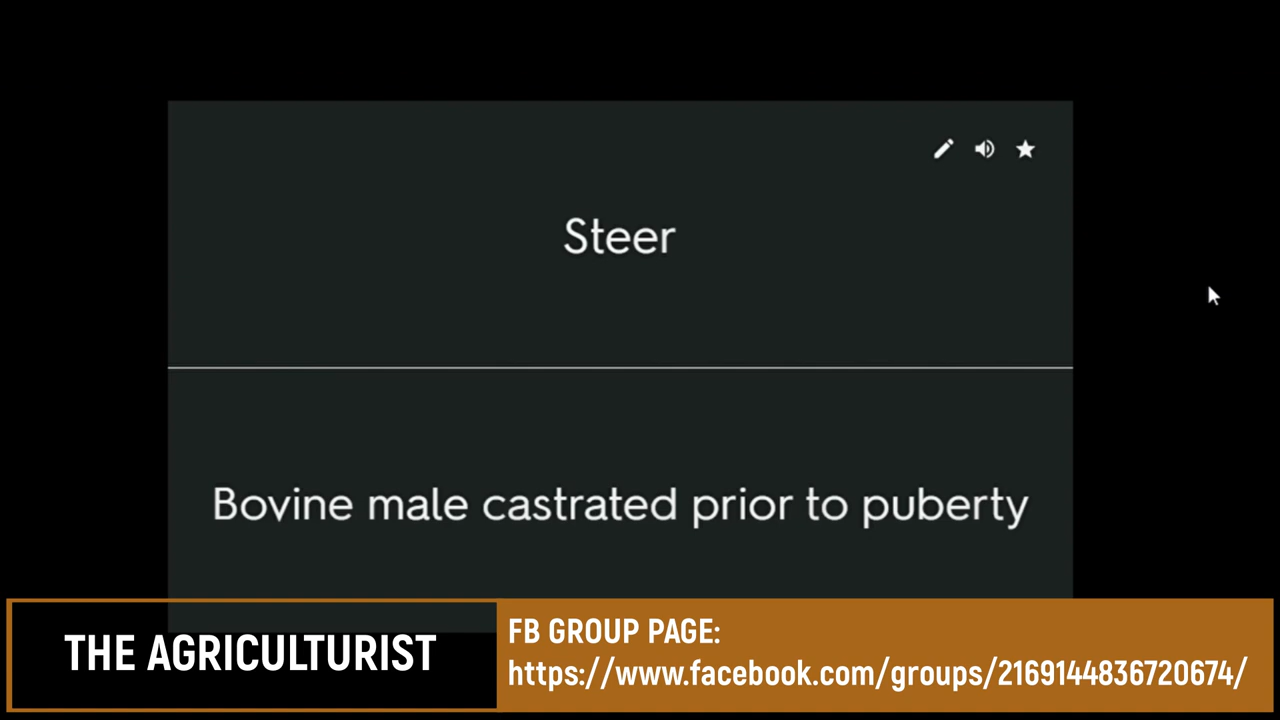 Steer
Bovine male castrated prior to puberty
THE AGRICULTURIST
FB GROUP PAGE:
https://www.facebook.com/groups/2169144836720674/